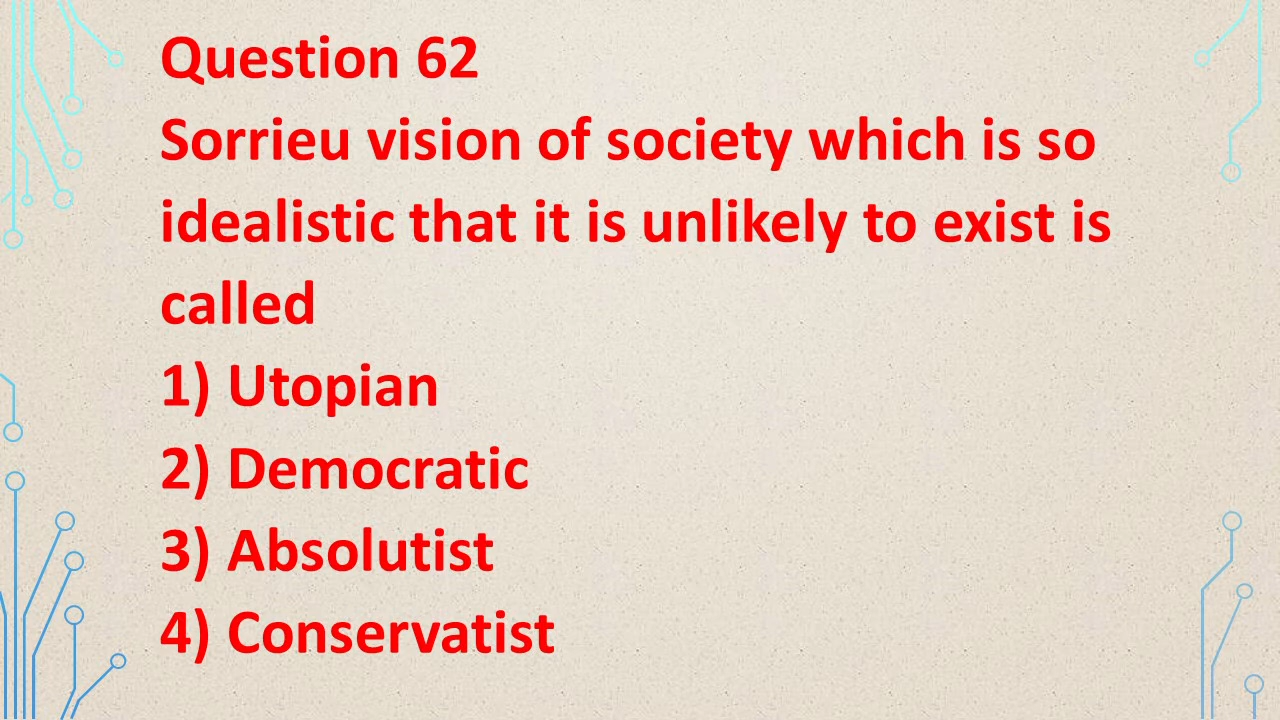 Question 62
Sorrieu vision of society which is so
idealistic that it is unlikely to exist is
called
1) Utopian
2) Democratic
3) Absolutist
4) Conservatist